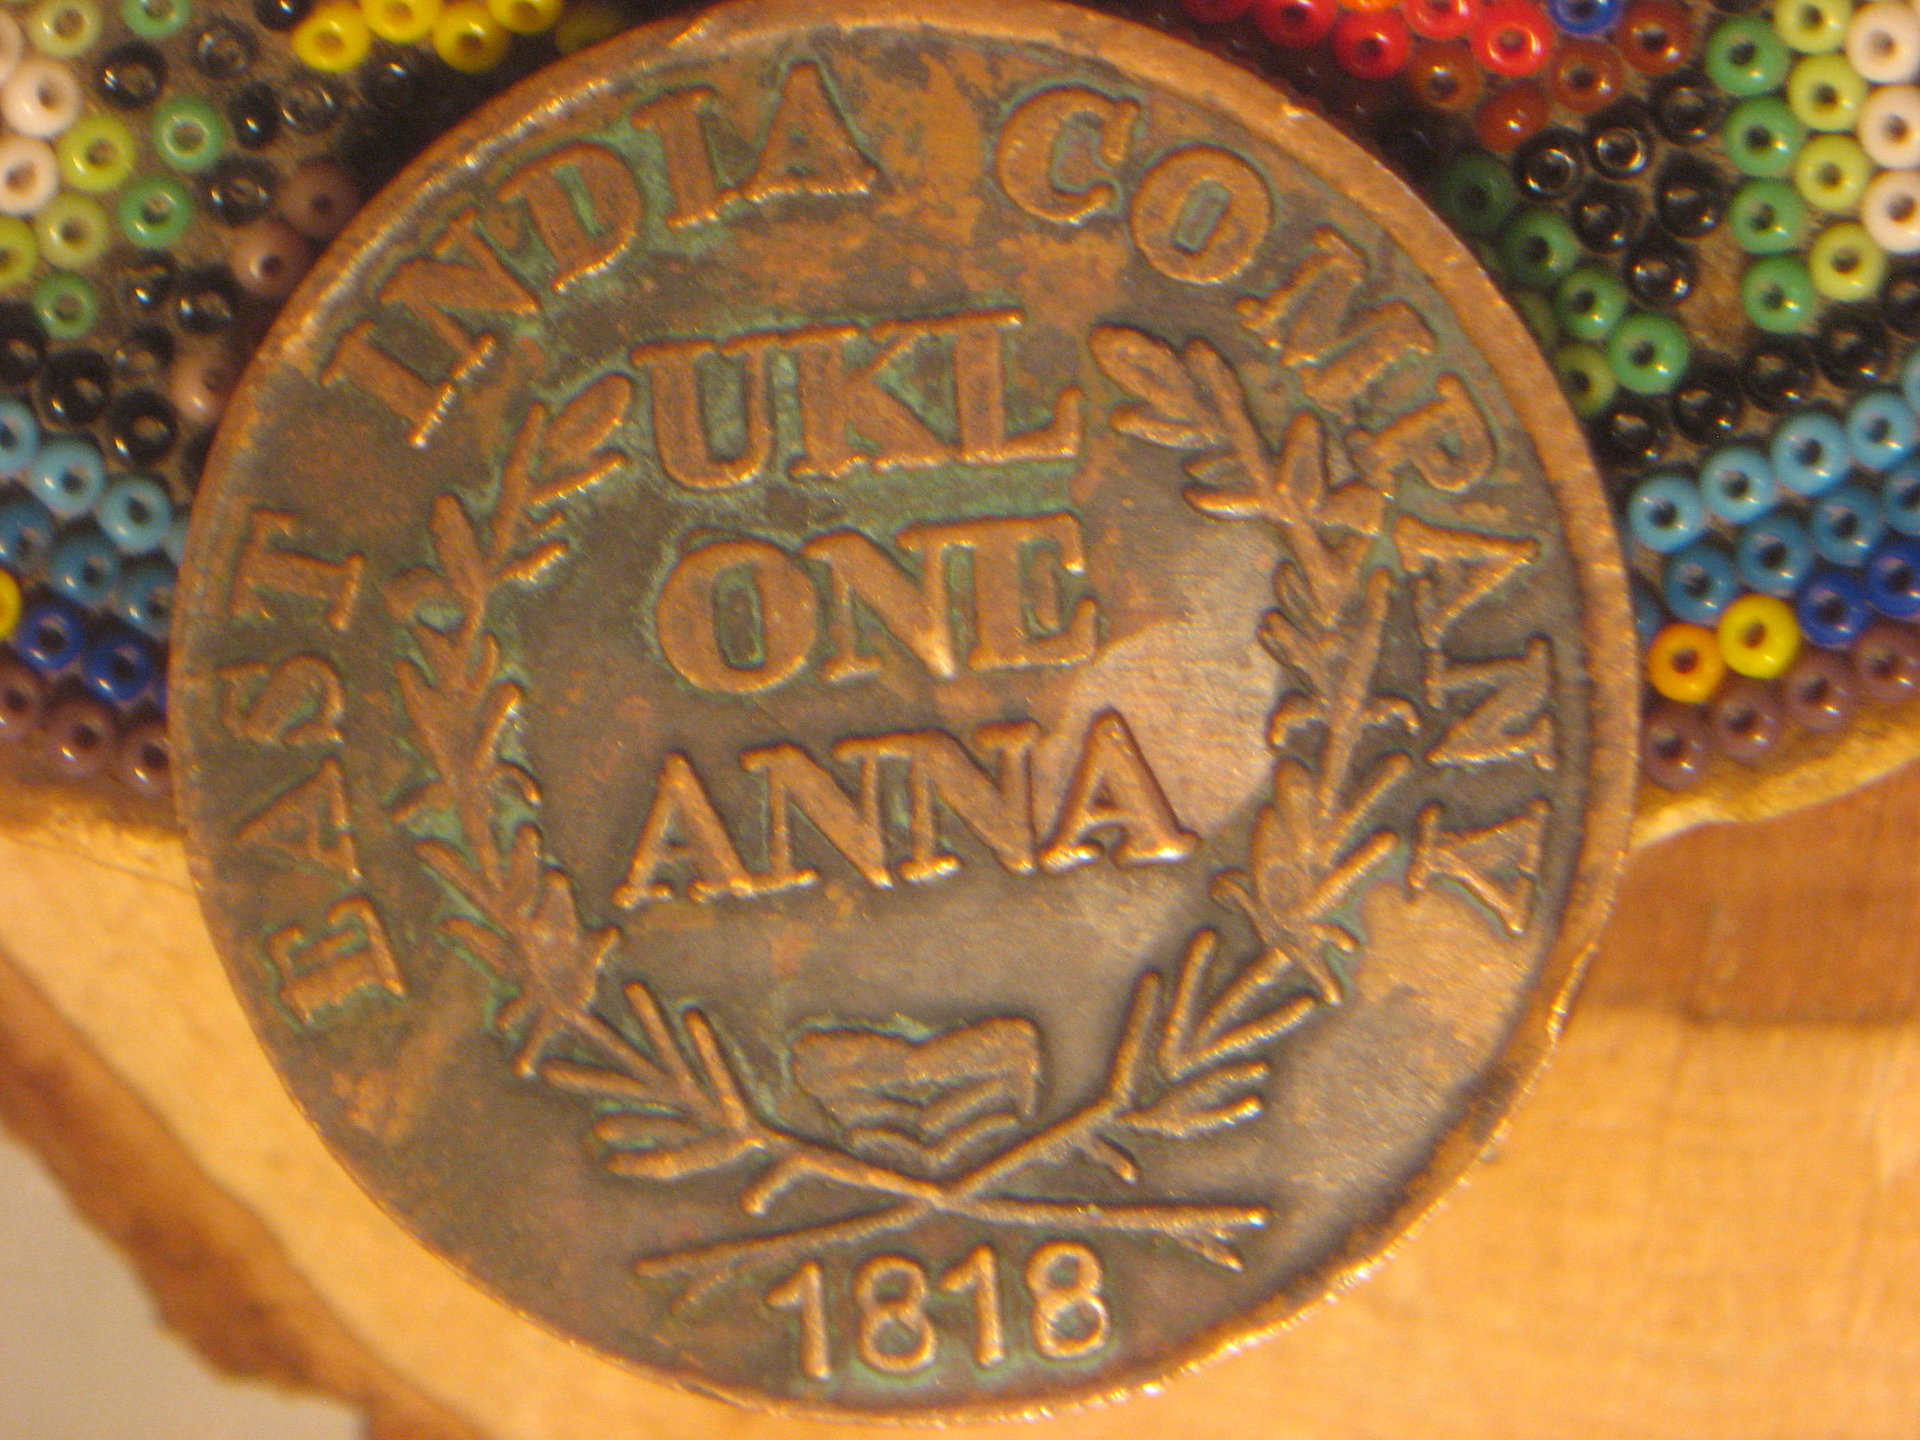 EAST INDIA COMPANY
UKL
ONE
ANNA
1818